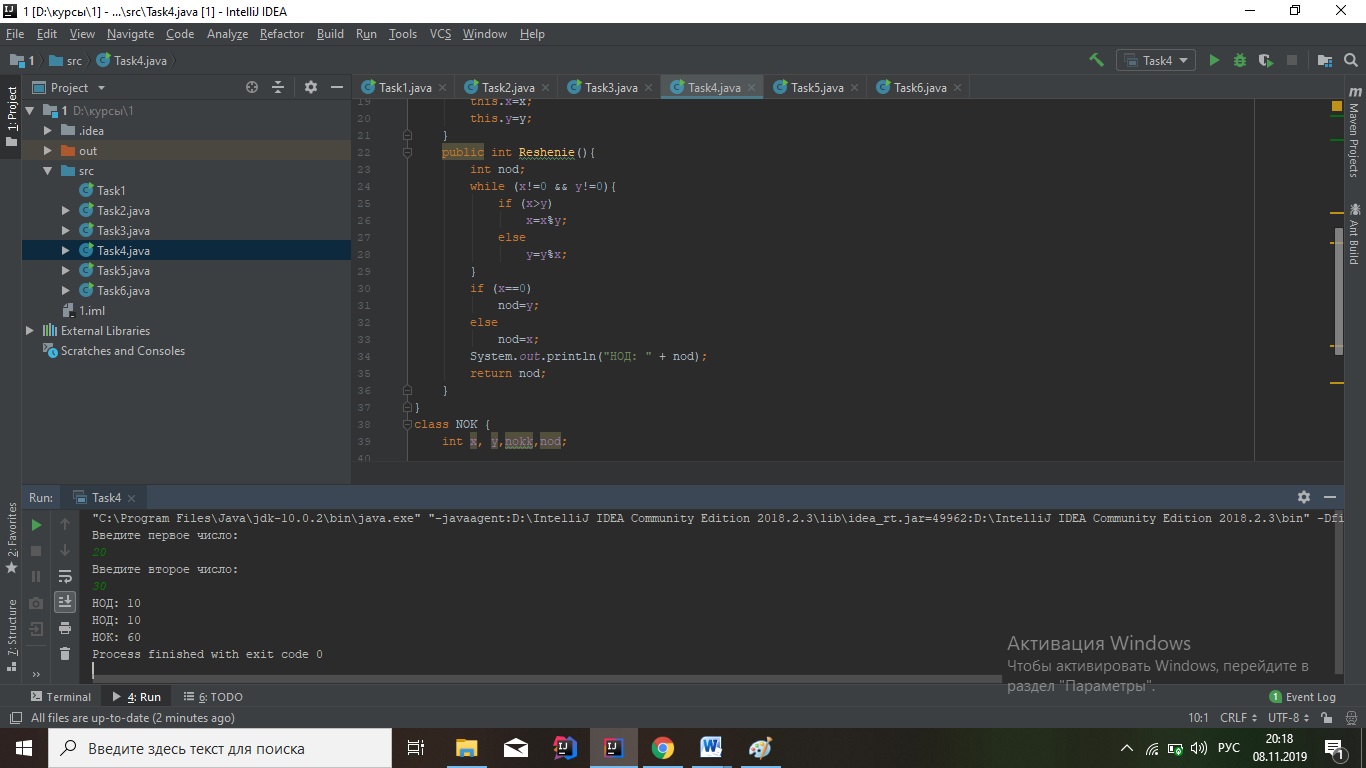 1 [D:\курсы\1] - ...\src\Task4.java [1] - IntelliJ IDEA
File Edit View Navigate Code Analyze Refactor Build Run Tools VCS Window Help
1 src Task4.java Task4
1: Project
Project
Task1.java Task2.java Task3.java Task4.java Task5.java Task6.java
1 D:\курсы\1
.idea
out
src
Task1
Task2.java
Task3.java
Task4.java
Task5.java
Task6.java
1.iml
External Libraries
Scratches and Consoles
19 this.x=x;
20 this.y=y;
21 }
22 public int Reshenie(){
23 int nod;
24 while (x!=0 && y!=0){
25 if (x>y)
26 x=x%y;
27 else
28 y=y%x;
29 }
30 if (x==0)
31 nod=y;
32 else
33 nod=x;
34 System.out.println("НОД: " + nod);
35 return nod;
36 }
37 }
38 class NOK {
39 int x, y,nokk,nod;
40
m Maven Projects
Ant Build
Run: Task4
2: Favorites
7: Structure
"C:\Program Files\Java\jdk-10.0.2\bin\java.exe" "-javaagent:D:\IntelliJ IDEA Community Edition 2018.2.3\lib\idea_rt.jar=49962:D:\IntelliJ IDEA Community Edition 2018.2.3\bin" -Dfi
Введите первое число:
20
Введите второе число:
30
НОД: 10
НОД: 10
НОК: 60
Process finished with exit code 0
Активация Windows
Чтобы активировать Windows, перейдите в
раздел "Параметры".
Terminal 4: Run 6: TODO 1 Event Log
All files are up-to-date (2 minutes ago) 10:1 CRLF UTF-8
Введите здесь текст для поиска
РУС
20:18
08.11.2019
1